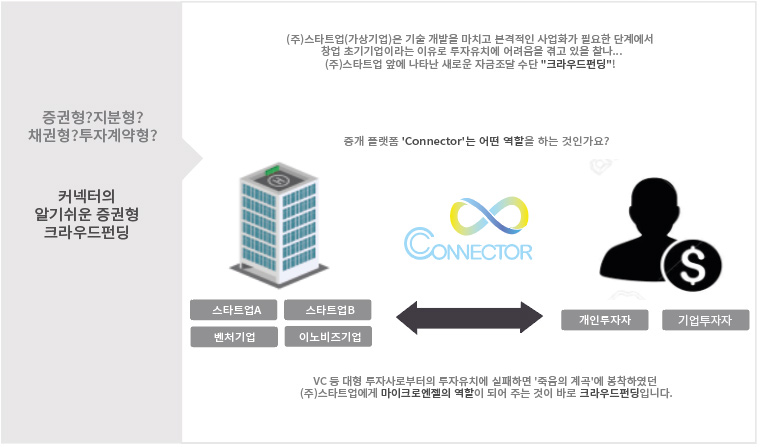 (주)스타트업(가상기업)은 기술 개발을 마치고 본격적인 사업화가 필요한 단계에서
창업 초기기업이라는 이유로 투자유치에 어려움을 겪고 있을 찰나...
(주)스타트업 앞에 나타난 새로운 자금조달 수단 "크라우드펀딩"!
증권형?지분형?
채권형?투자계약형?
커넥터의
알기쉬운 증권형
크라우드펀딩
중개 플랫폼 'Connector'는 어떤 역할을 하는 것인가요?
H
CONNECTOR
$
스타트업A
스타트업B
벤처기업
이노비즈기업
개인투자자
기업투자자
VC 등 대형 투자사로부터의 투자유치에 실패하면 '죽음의 계곡'에 봉착하였던
(주)스타트업에게 마이크로엔젤의 역할이 되어 주는 것이 바로 크라우드펀딩입니다.